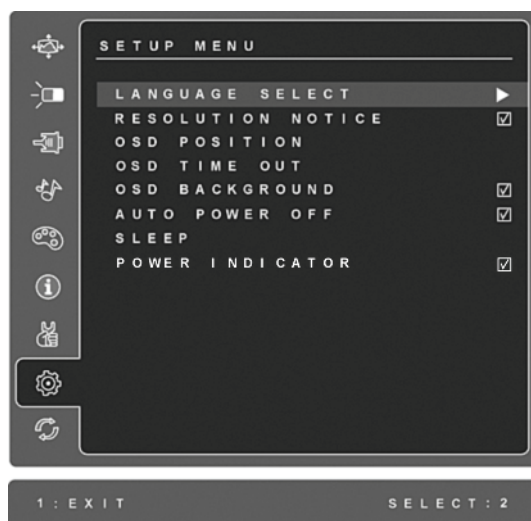 SETUP MENU
LANGUAGE SELECT
RESOLUTION NOTICE
OSD POSITION
OSD TIME OUT
OSD BACKGROUND
AUTO POWER OFF
SLEEP
POWER INDICATOR
1:EXIT SELECT:2